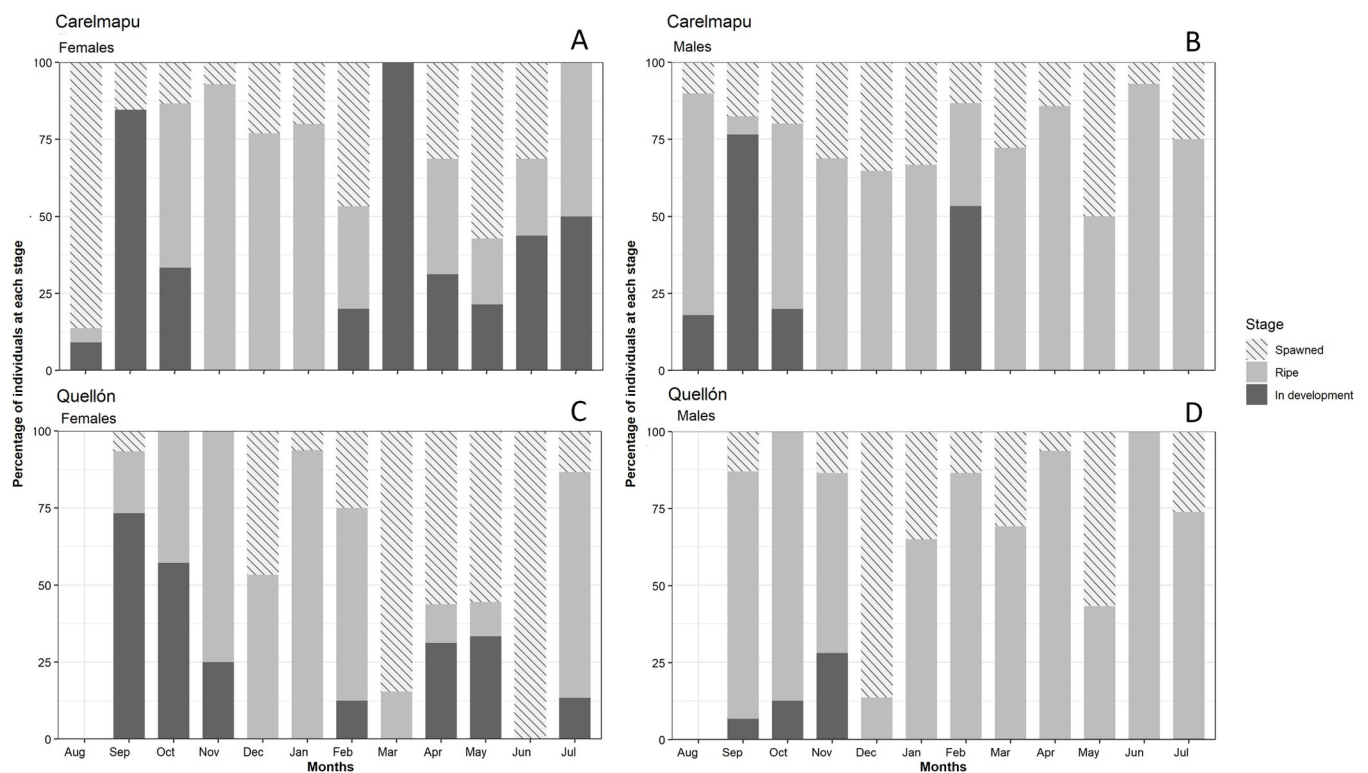 Carelmapu
Females
A
Carelmapu
Males
B
100
75
50
25
0
100
75
50
25
0
Percentage of individuals at each stage
Percentage of individuals at each stage
Stage
Spawned
Ripe
In development
Quellón
Females
C
Quellón
Males
D
100
75
50
25
0
100
75
50
25
0
Aug Sep Oct Nov Dec Jan Feb Mar Apr May Jun Jul
Aug Sep Oct Nov Dec Jan Feb Mar Apr May Jun Jul
Months
Months